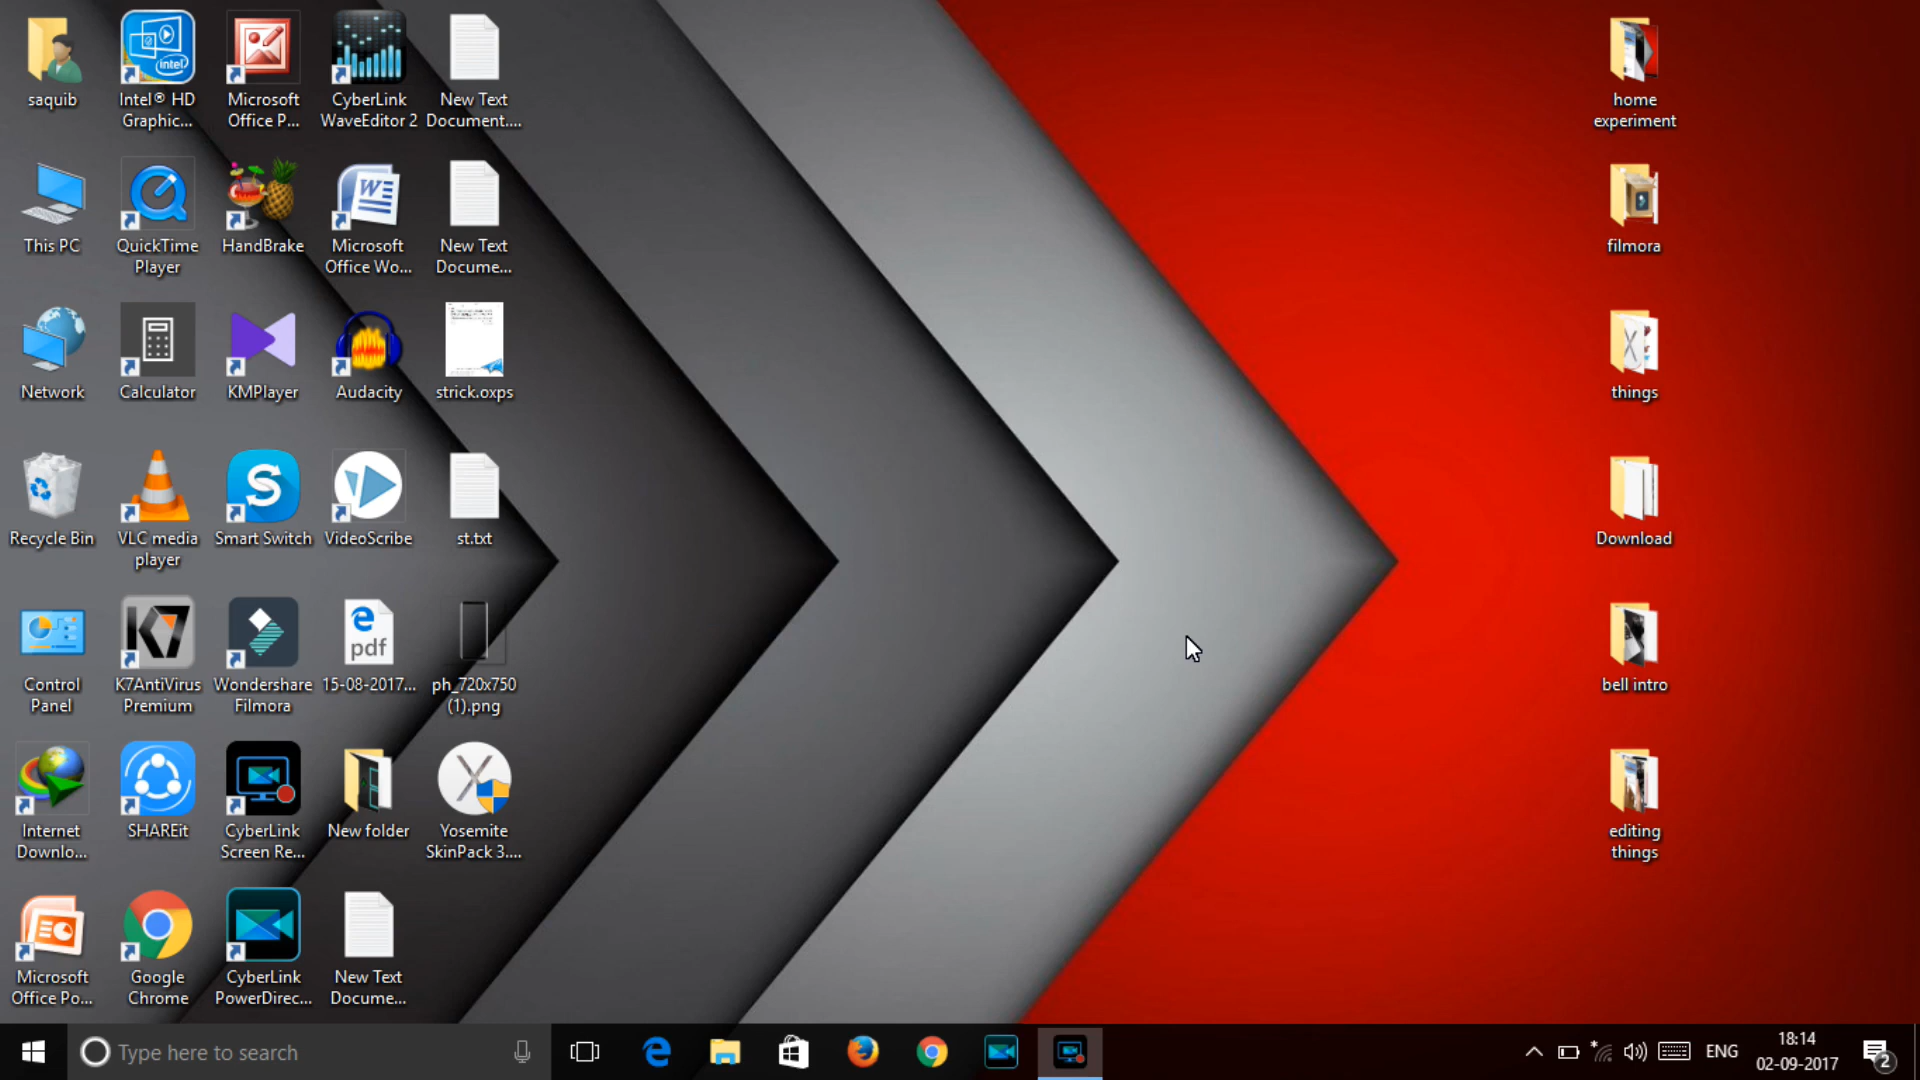 saquib
Intel® HD
Graphic...
Microsoft
Office P...
CyberLink
WaveEditor 2
New Text
Document....
home
experiment
This PC
QuickTime
Player
HandBrake
Microsoft
Office Wo...
New Text
Docume...
filmora
Network
Calculator
KMPlayer
Audacity
strick.oxps
things
Recycle Bin
VLC media
player
Smart Switch
VideoScribe
st.txt
Download
Control
Panel
K7AntiVirus
Premium
Wondershare
Filmora
pdf
15-08-2017...
ph_720x750
(1).png
bell intro
Internet
Downlo...
SHAREit
CyberLink
Screen Re...
New folder
Yosemite
SkinPack 3....
editing
things
Microsoft
Office Po...
Google
Chrome
CyberLink
PowerDirec...
New Text
Docume...
Type here to search
ENG
18:14
02-09-2017
2